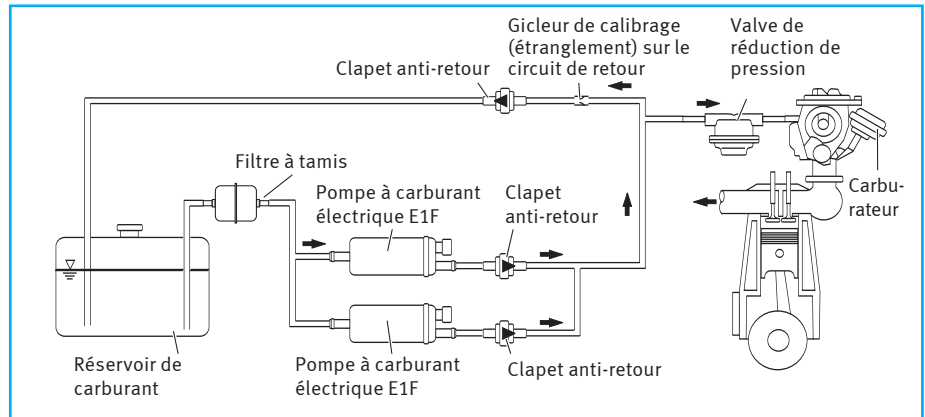 Gicleur de calibrage
(étranglement) sur le
circuit de retour
Valve de
réduction de
pression
Clapet anti-retour
Filtre à tamis
Pompe à carburant
électrique E1F
Clapet
anti-retour
Carbu-
rateur
Réservoir de
carburant
Pompe à carburant
électrique E1F
Clapet anti-retour